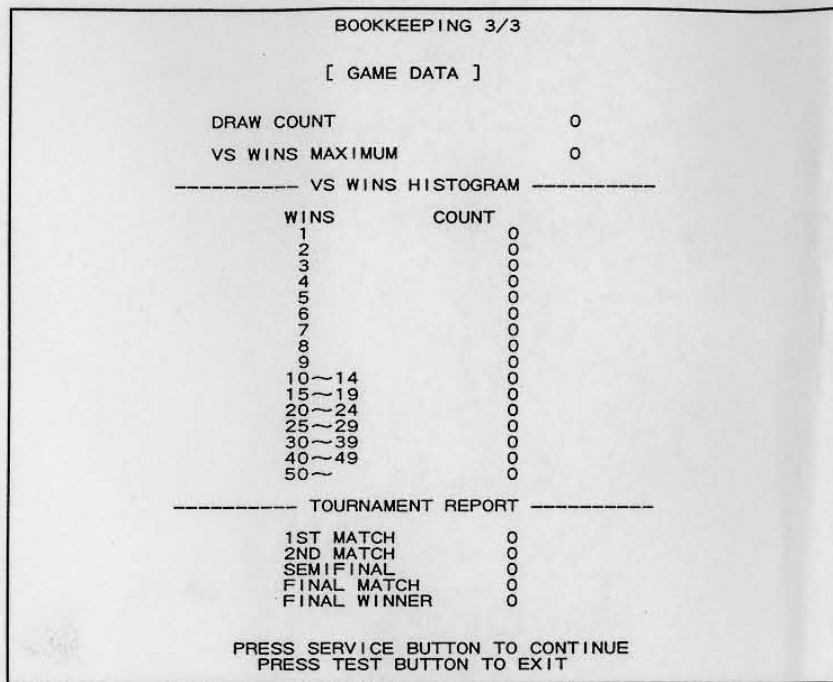 BOOKKEEPING 3/3
[ GAME DATA ]
DRAW COUNT 0
VS WINS MAXIMUM 0
---------- VS WINS HISTOGRAM ----------
WINS COUNT
1 0
2 0
3 0
4 0
5 0
6 0
7 0
8 0
9 0
10~14 0
15~19 0
20~24 0
25~29 0
30~39 0
40~49 0
50~ 0
---------- TOURNAMENT REPORT ----------
1ST MATCH 0
2ND MATCH 0
SEMIFINAL 0
FINAL MATCH 0
FINAL WINNER 0
PRESS SERVICE BUTTON TO CONTINUE
PRESS TEST BUTTON TO EXIT